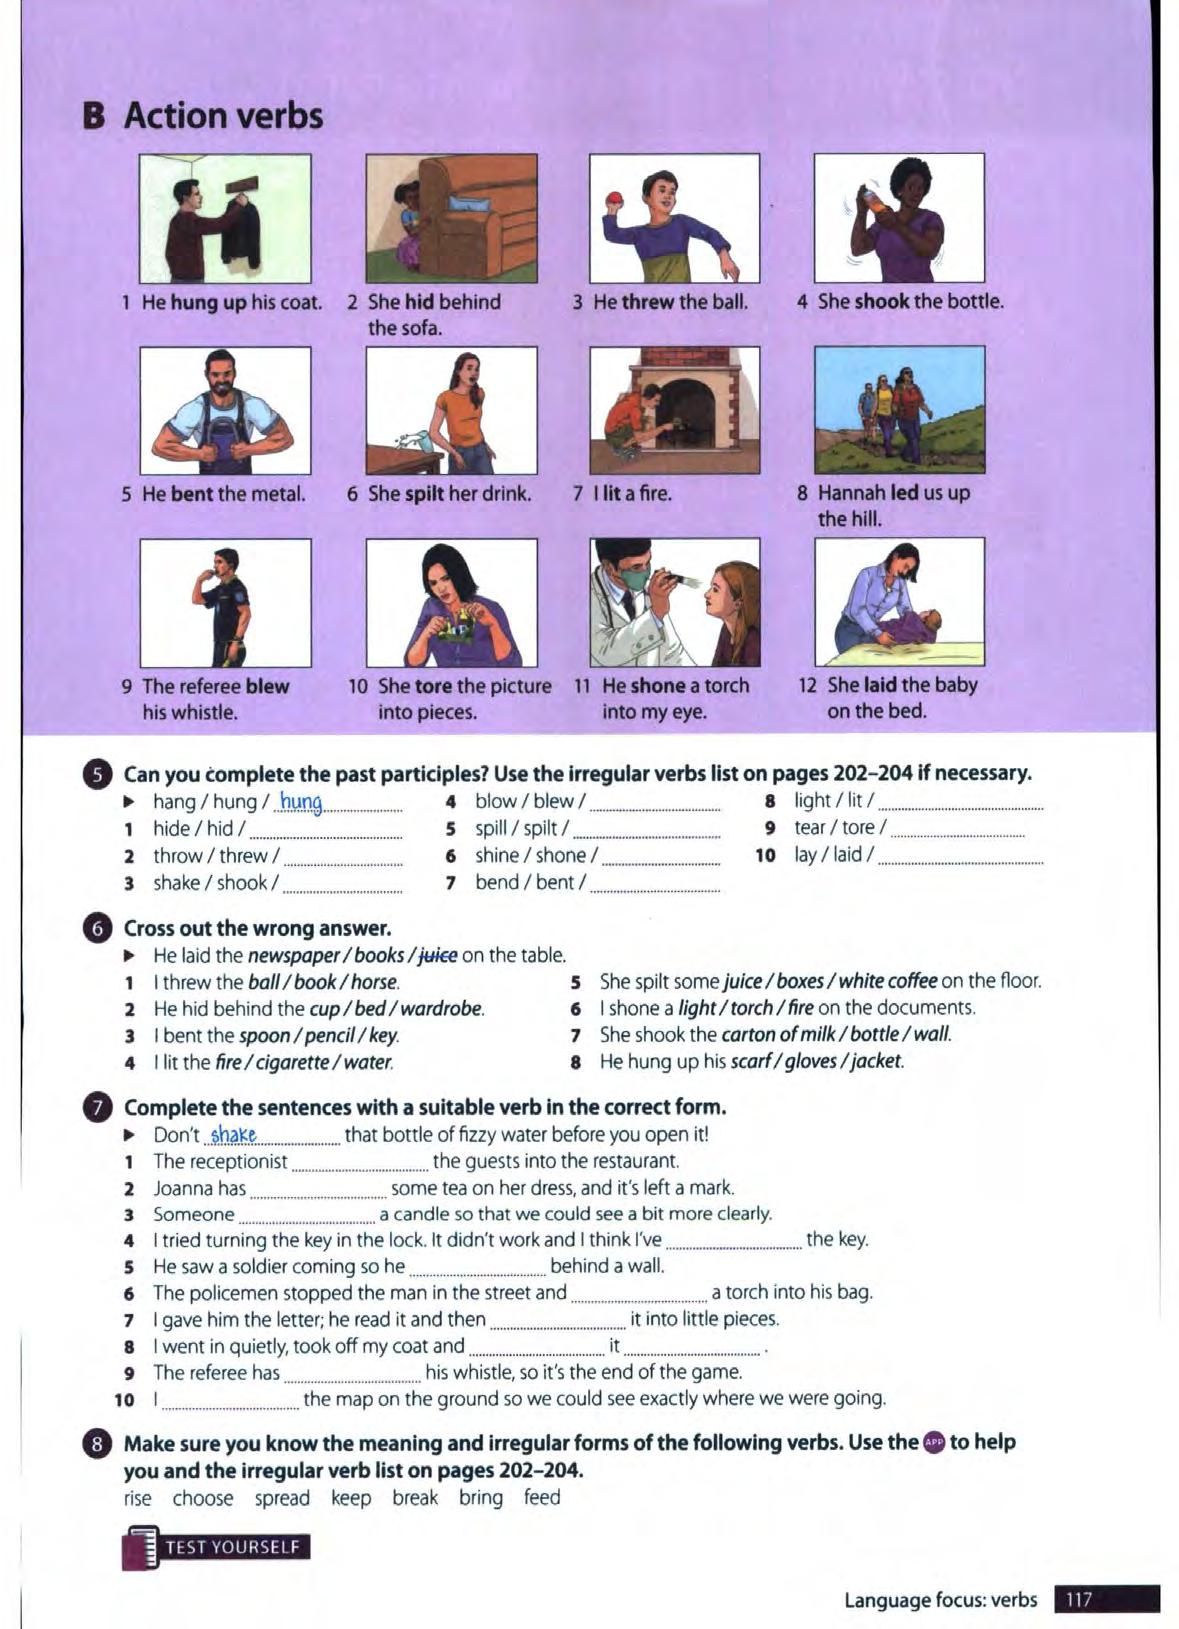 B Action verbs
1 He hung up his coat. 2 She hid behind the sofa. 3 He threw the ball. 4 She shook the bottle.
5 He bent the metal. 6 She spilt her drink. 7 I lit a fire. 8 Hannah led us up the hill.
9 The referee blew his whistle. 10 She tore the picture into pieces. 11 He shone a torch into my eye. 12 She laid the baby on the bed.
5 Can you complete the past participles? Use the irregular verbs list on pages 202–204 if necessary.
▶ hang / hung / hung
1 hide / hid /
2 throw / threw /
3 shake / shook /
4 blow / blew /
5 spill / spilt /
6 shine / shone /
7 bend / bent /
8 light / lit /
9 tear / tore /
10 lay / laid /
6 Cross out the wrong answer.
▶ He laid the newspaper / books / juice on the table.
1 I threw the ball / book / horse.
2 He hid behind the cup / bed / wardrobe.
3 I bent the spoon / pencil / key.
4 I lit the fire / cigarette / water.
5 She spilt some juice / boxes / white coffee on the floor.
6 I shone a light / torch / fire on the documents.
7 She shook the carton of milk / bottle / wall.
8 He hung up his scarf / gloves / jacket.
7 Complete the sentences with a suitable verb in the correct form.
▶ Don't shake that bottle of fizzy water before you open it!
1 The receptionist ............ the guests into the restaurant.
2 Joanna has ............ some tea on her dress, and it's left a mark.
3 Someone ............ a candle so that we could see a bit more clearly.
4 I tried turning the key in the lock. It didn't work and I think I've ............ the key.
5 He saw a soldier coming so he ............ behind a wall.
6 The policemen stopped the man in the street and ............ a torch into his bag.
7 I gave him the letter; he read it and then ............ it into little pieces.
8 I went in quietly, took off my coat and ............ it ............ .
9 The referee has ............ his whistle, so it's the end of the game.
10 I ............ the map on the ground so we could see exactly where we were going.
8 Make sure you know the meaning and irregular forms of the following verbs. Use the APP to help
you and the irregular verb list on pages 202–204.
rise choose spread keep break bring feed
TEST YOURSELF
Language focus: verbs 117